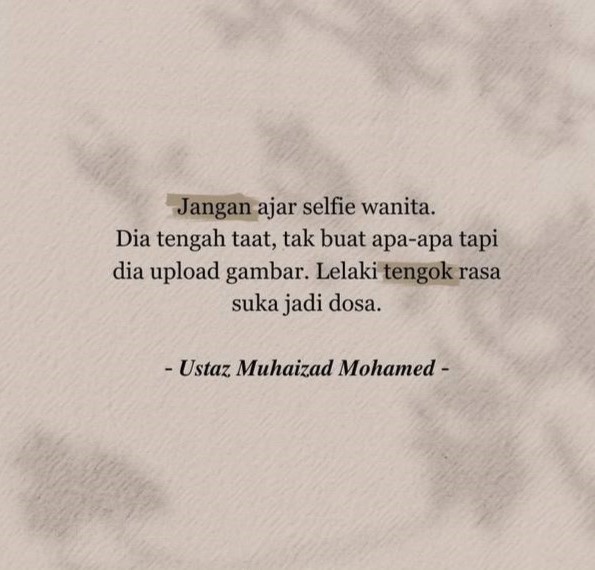 Jangan ajar selfie wanita.
Dia tengah taat, tak buat apa-apa tapi
dia upload gambar. Lelaki tengok rasa
suka jadi dosa.
- Ustaz Muhaizad Mohamed -